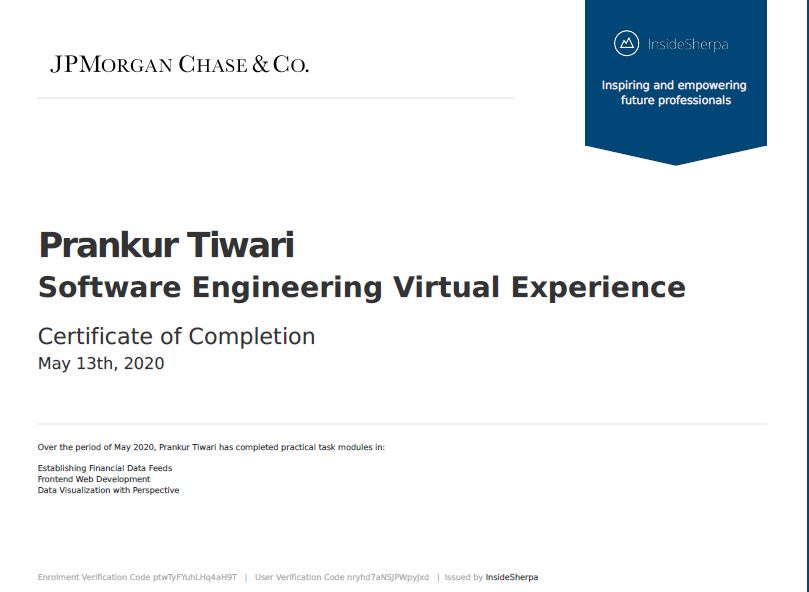 JPMORGAN CHASE & CO.
InsideSherpa
Inspiring and empowering
future professionals
Prankur Tiwari
Software Engineering Virtual Experience
Certificate of Completion
May 13th, 2020
Over the period of May 2020, Prankur Tiwari has completed practical task modules in:
Establishing Financial Data Feeds
Frontend Web Development
Data Visualization with Perspective
Enrolment Verification Code ptwTyFYuhLHq4aH9T | User Verification Code nryhd7aNSJPWpyJxd | Issued by InsideSherpa